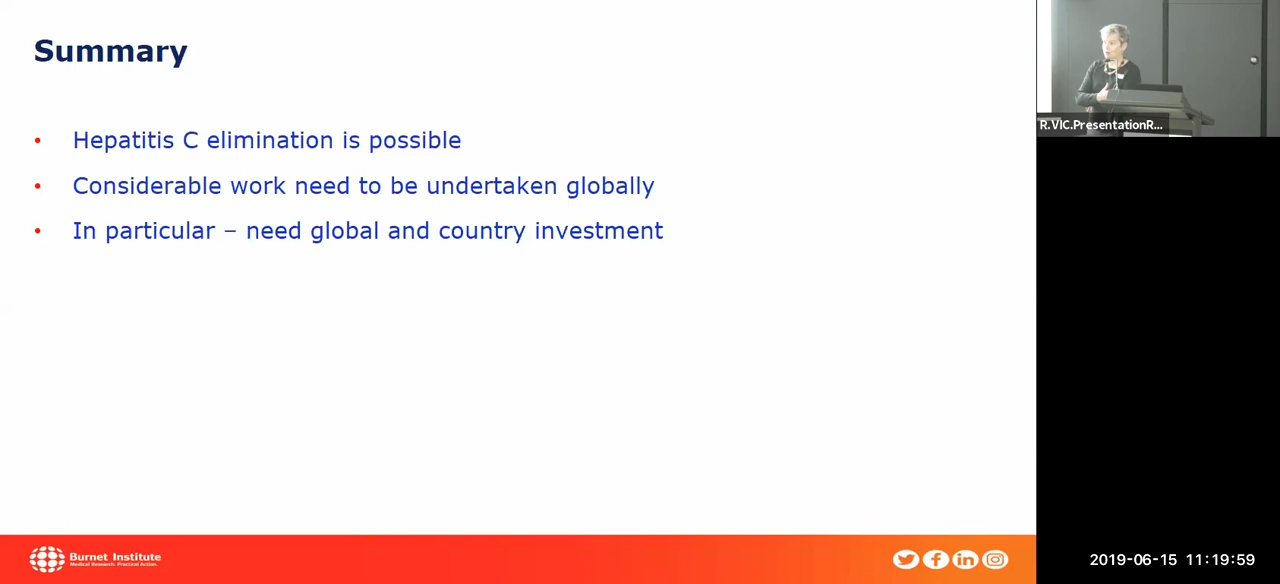 Summary
• Hepatitis C elimination is possible
• Considerable work need to be undertaken globally
• In particular – need global and country investment
R.VIC.PresentationR...
Burnet Institute
Medical Research. Practical Action.
2019-06-15 11:19:59